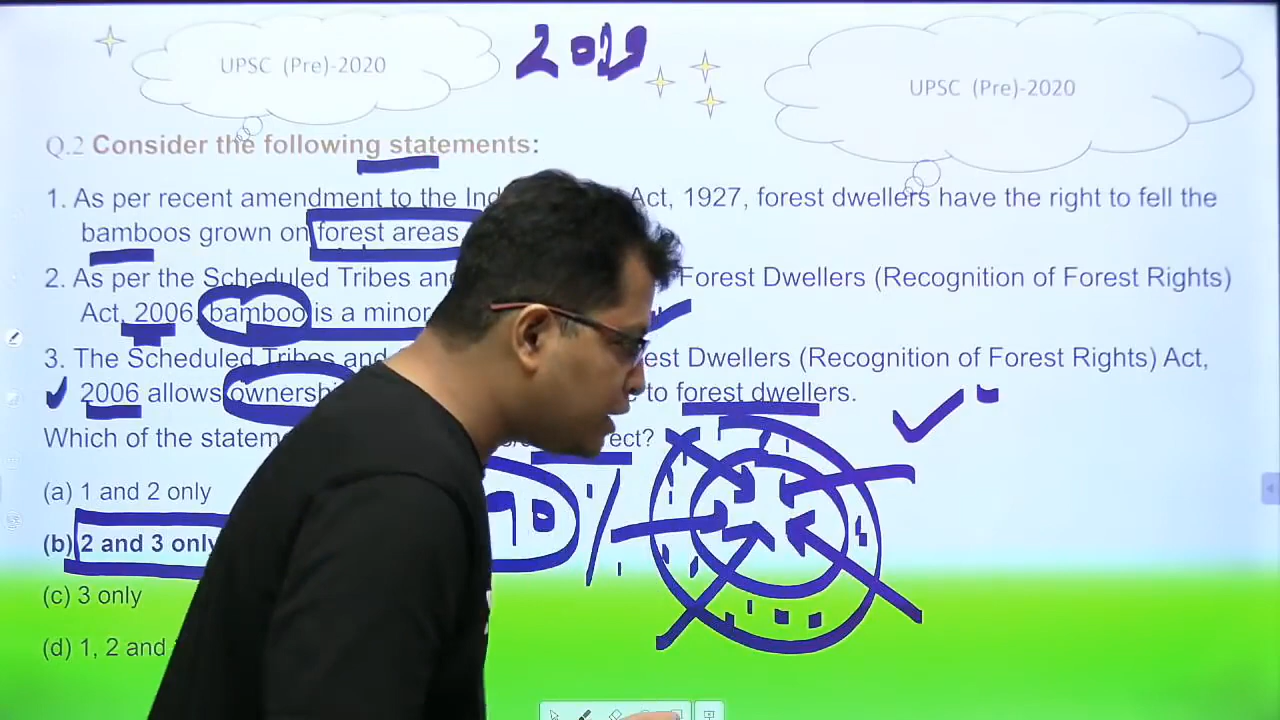 UPSC (Pre)-2020
2019
UPSC (Pre)-2020
Q.2 Consider the following statements:
1. As per recent amendment to the Ind Act, 1927, forest dwellers have the right to fell the
bamboos grown on forest areas
2. As per the Scheduled Tribes and Forest Dwellers (Recognition of Forest Rights)
Act, 2006, bamboo is a minor
3. The Scheduled Tribes and est Dwellers (Recognition of Forest Rights) Act,
2006 allows ownershi to forest dwellers.
Which of the stateme rect?
(a) 1 and 2 only
(b) 2 and 3 only
(c) 3 only
(d) 1, 2 and